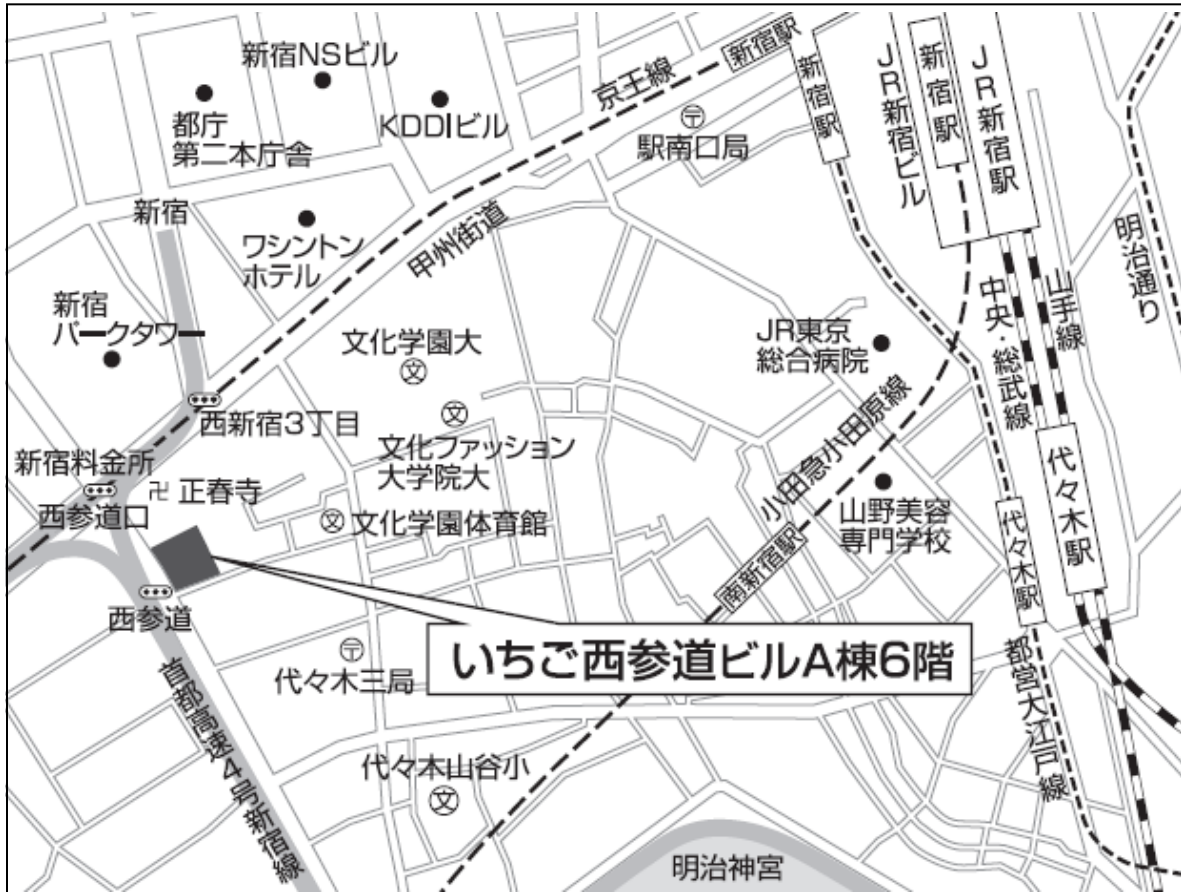 新宿NSビル
都庁
第二本庁舎
KDDIビル
京王線
新宿駅
新宿駅
JR新宿ビル
新宿駅
JR新宿駅
〒
駅南口局
明治通り
新宿
ワシントン
ホテル
甲州街道
新宿
パークタワー
文化学園大
文
JR東京
総合病院
中央・総武線
山手線
西新宿3丁目
文
文化ファッション
大学院大
小田急小田原線
新宿料金所
西参道口
卍 正春寺
文 文化学園体育館
山野美容
専門学校
代々木駅
代々木駅
南新宿駅
西参道
〒
代々木三局
いちご西参道ビルA棟6階
都営大江戸線
首都高速4号新宿線
代々木山谷小
文
明治神宮